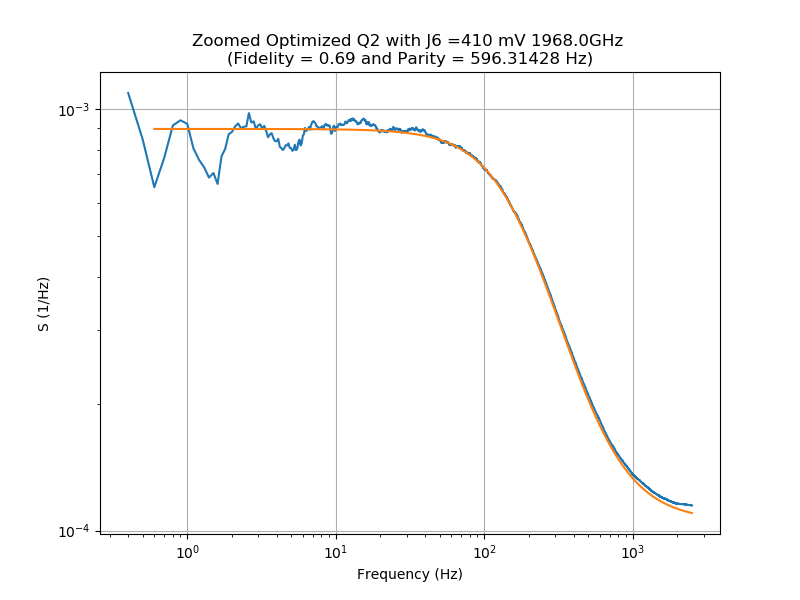 Zoomed Optimized Q2 with J6 =410 mV 1968.0GHz
(Fidelity = 0.69 and Parity = 596.31428 Hz)
S (1/Hz)
10⁻³
10⁻⁴
10⁰ 10¹ 10² 10³
Frequency (Hz)